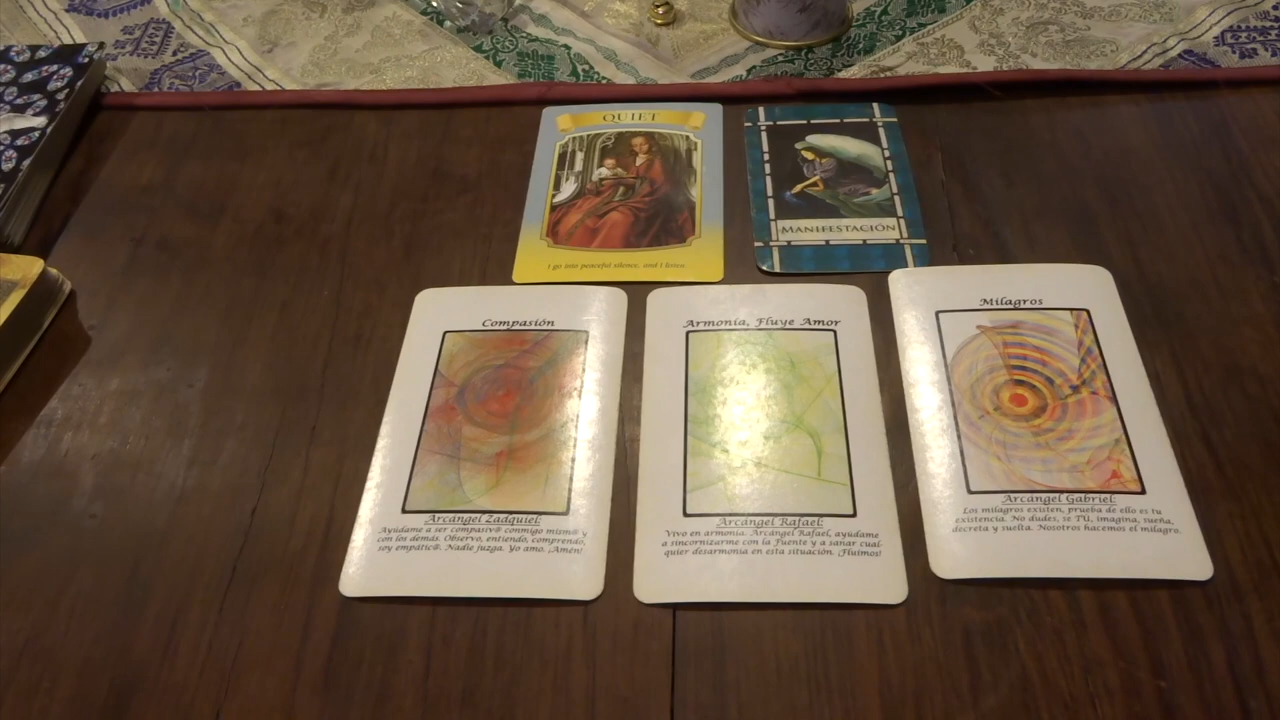 QUIET
I go into peaceful silence, and I listen.
MANIFESTACIÓN
Compasión
Arcángel Zadquiel:
Ayúdame a ser compasiv@ conmigo mism@ y
con los demás. Observo, entiendo, comprendo,
soy empátic@. Nadie juzga. Yo amo. ¡Amén!
Armonía, Fluye Amor
Arcángel Rafael:
Vivo en armonía. Arcángel Rafael, ayúdame
a sincornizarme con la Fuente y a sanar cual-
quier desarmonía en esta situación. ¡Fluimos!
Milagros
Arcángel Gabriel:
Los milagros existen, prueba de ello es tu
existencia. No dudes, se TÚ, imagina, sueña,
decreta y suelta. Nosotros hacemos el milagro.